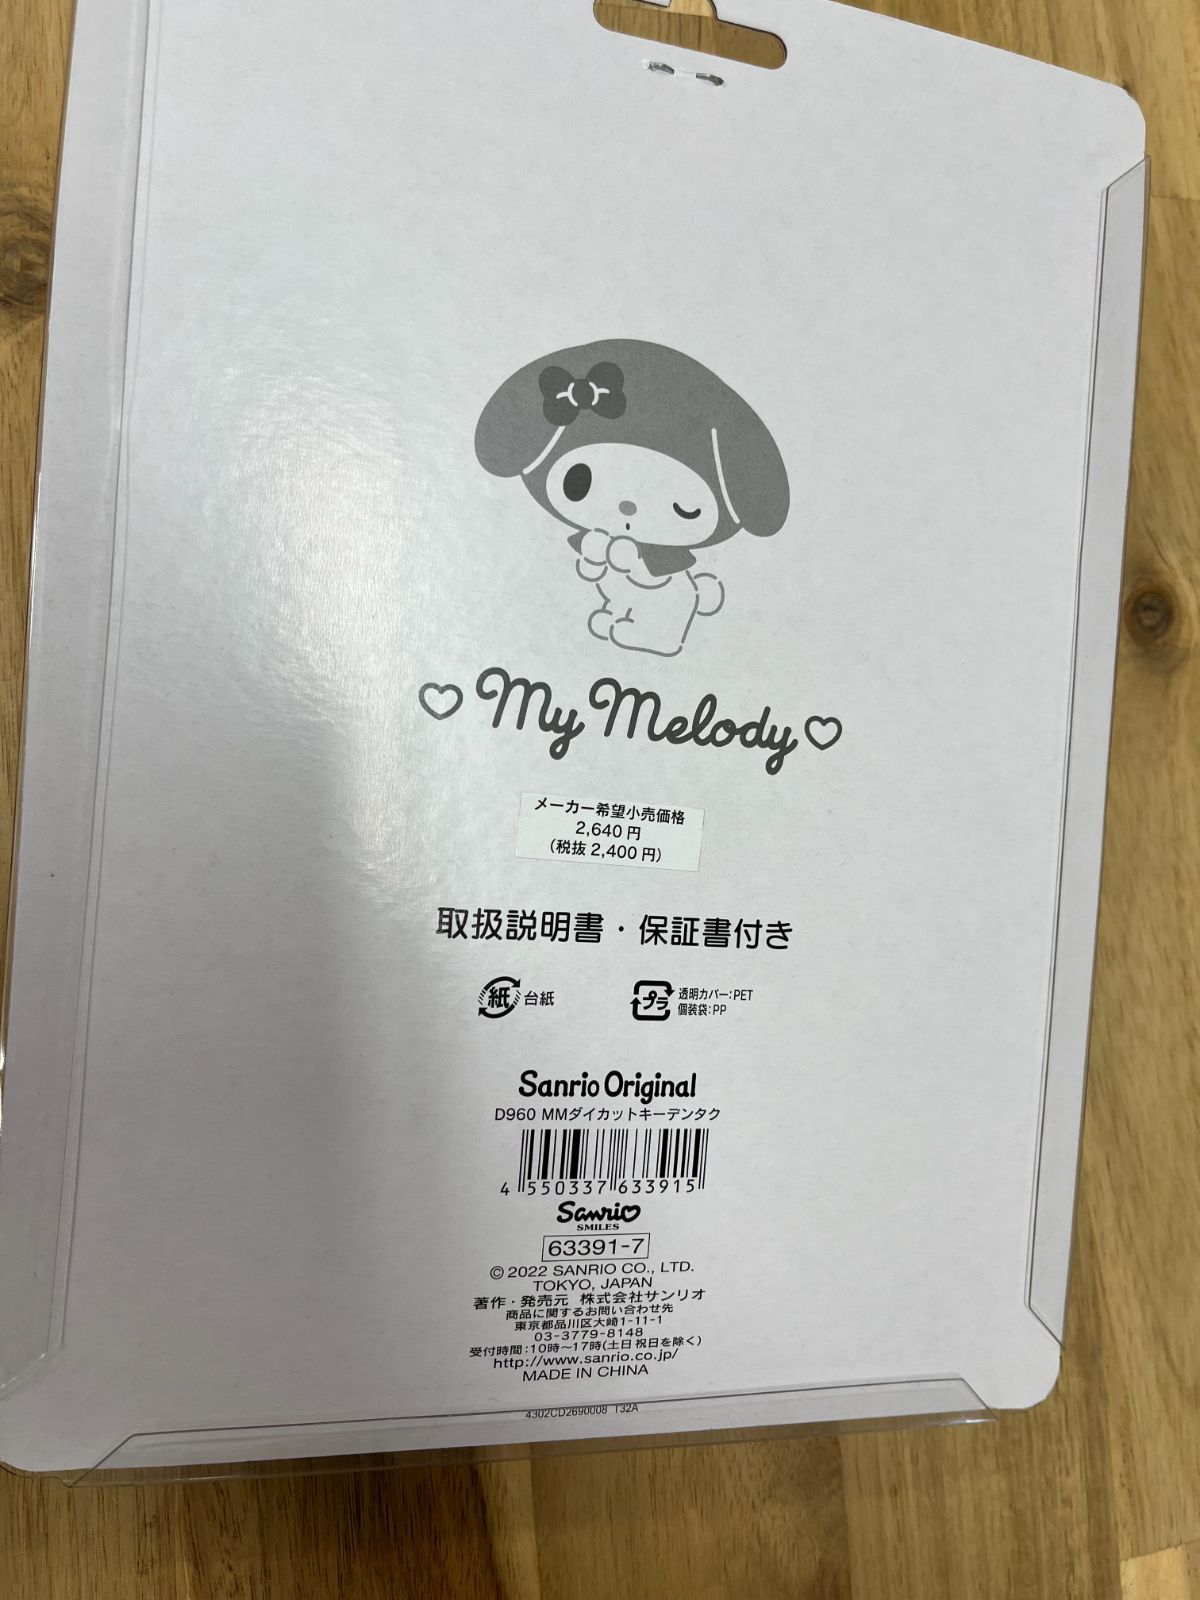 My Melody
メーカー希望小売価格
2,640円
(税抜2,400円)
取扱説明書・保証書付き
紙 台紙
プラ 透明カバー:PET
個装袋:PP
Sanrio Original
D960 MMダイカットキーデンタク
4 550337 633915
Sanrio
SMILES
63391-7
© 2022 SANRIO CO., LTD.
TOKYO, JAPAN
著作・発売元 株式会社サンリオ
商品に関するお問い合わせ先
東京都品川区大崎1-11-1
03-3779-8148
受付時間:10時〜17時(土日祝日を除く)
http://www.sanrio.co.jp/
MADE IN CHINA
4302CD2690008 T32A